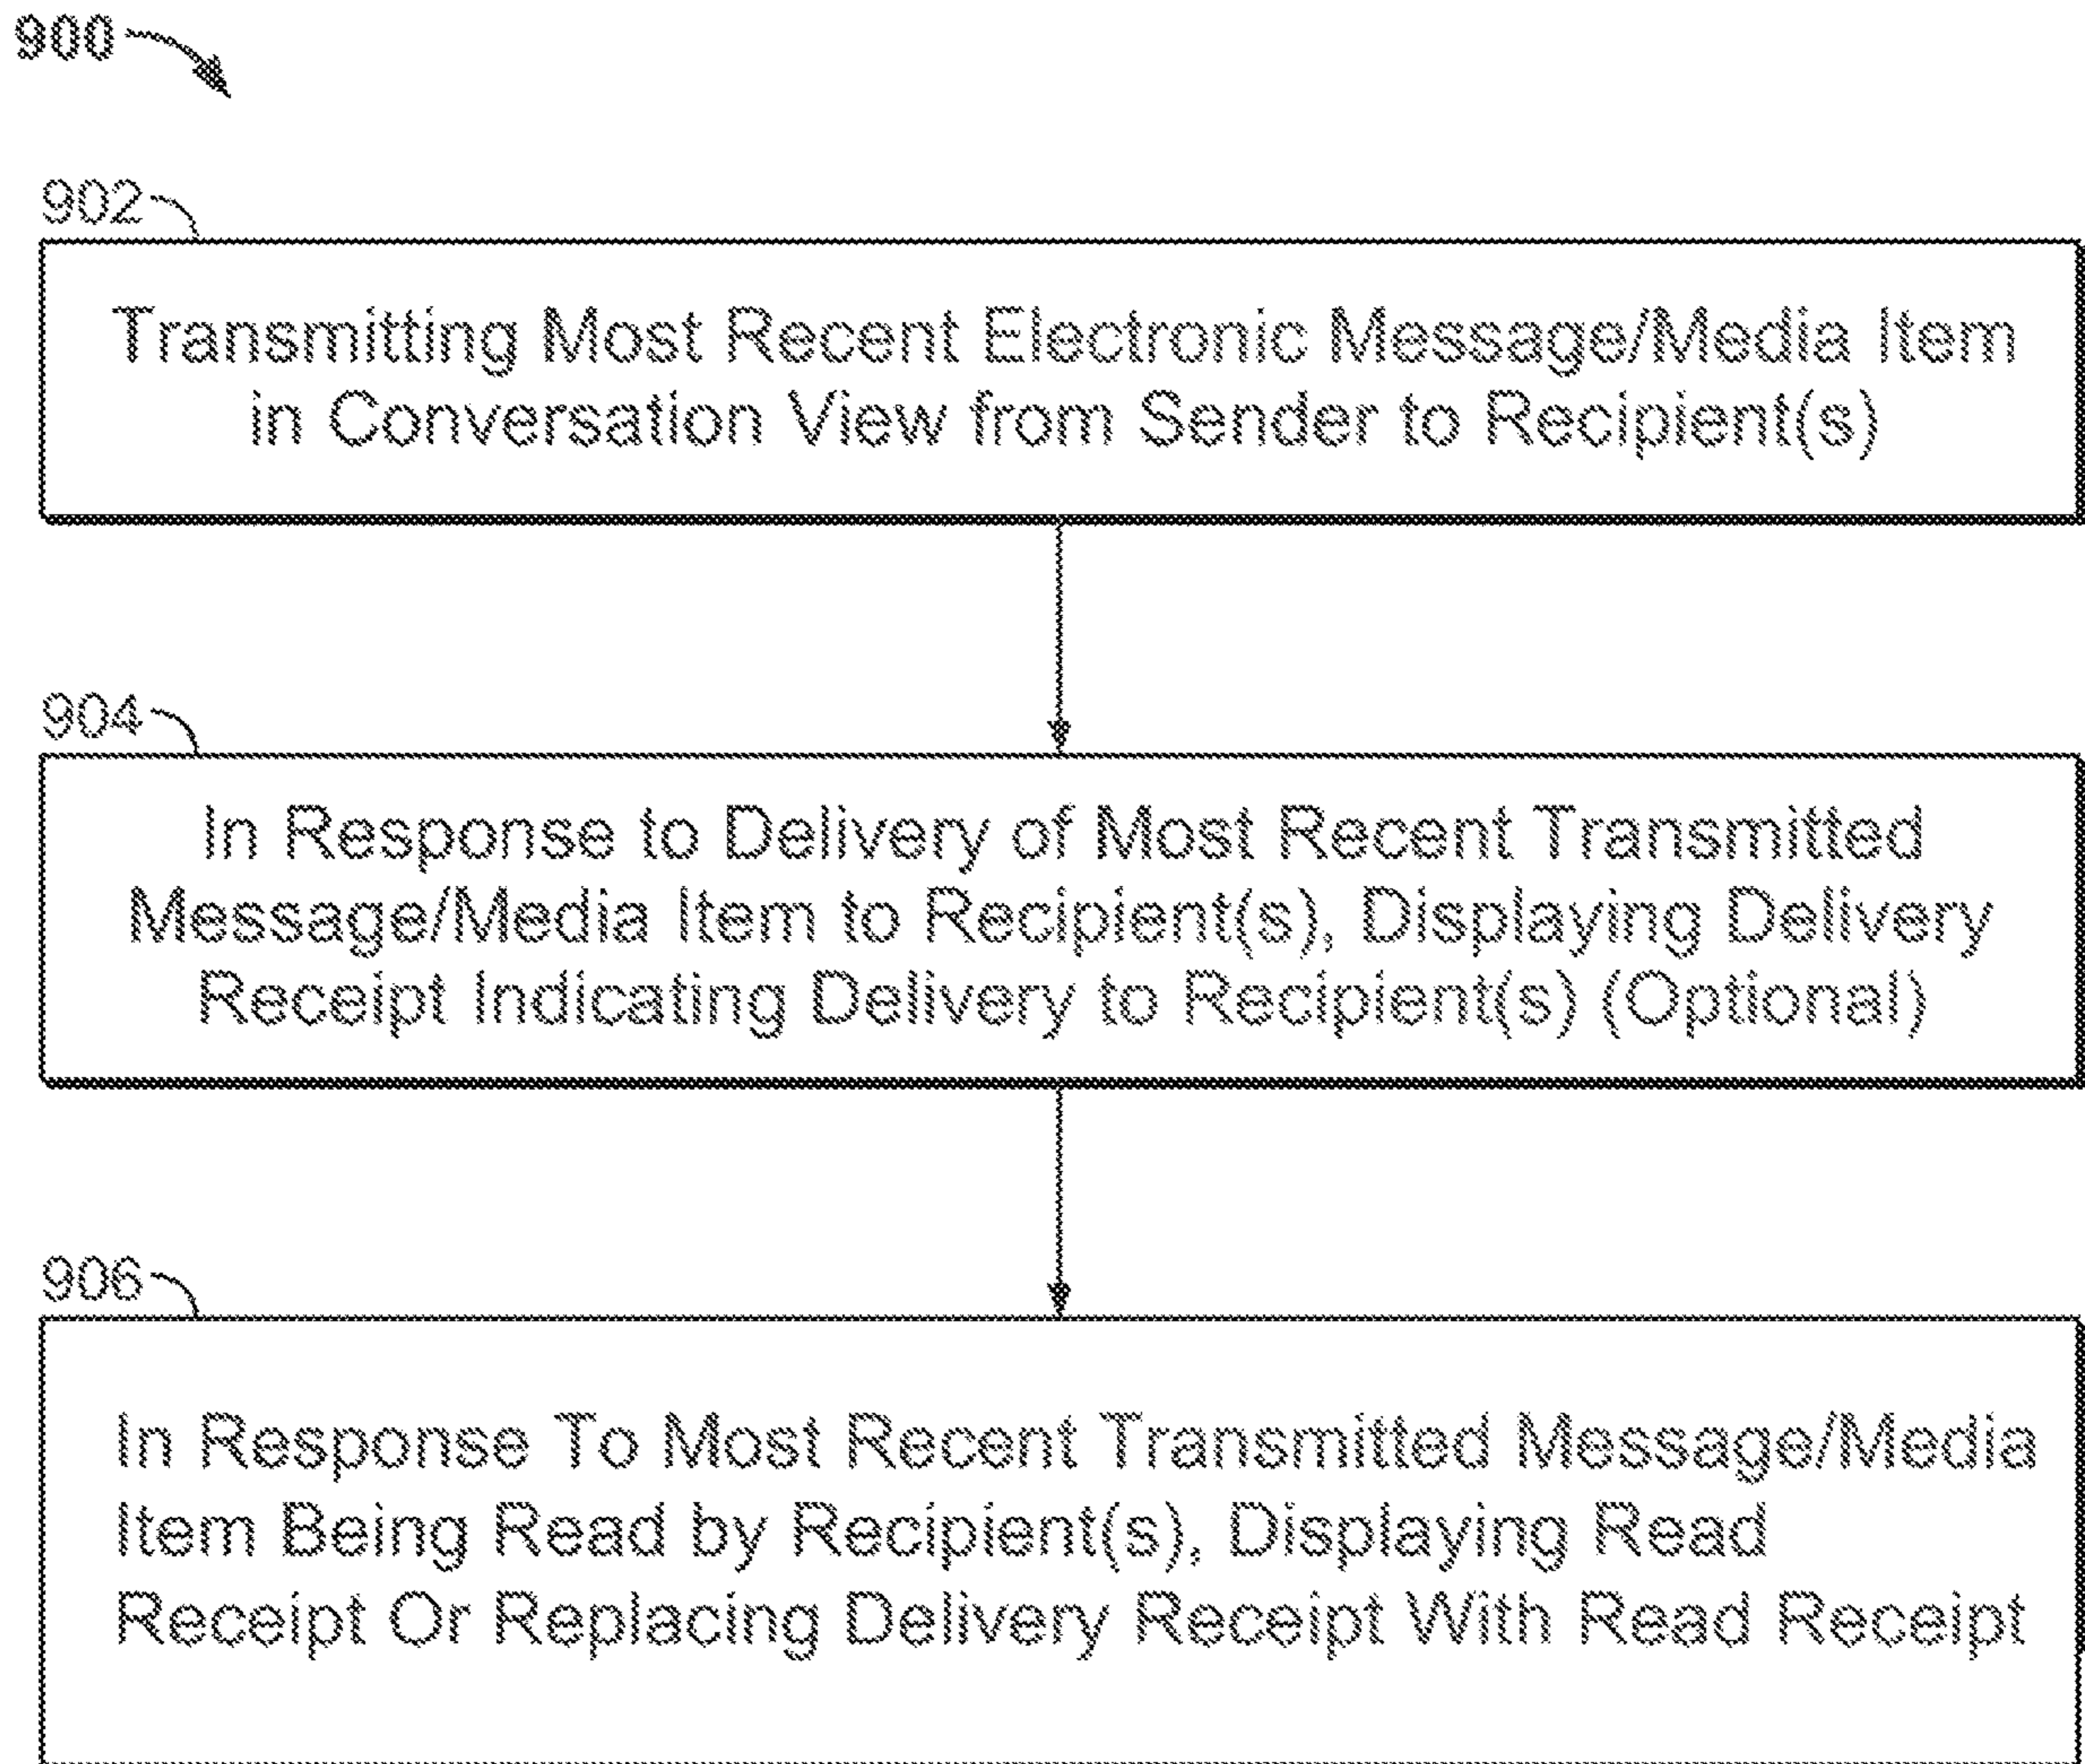 900
902
Transmitting Most Recent Electronic Message/Media Item
in Conversation View from Sender to Recipient(s)
904
In Response to Delivery of Most Recent Transmitted
Message/Media Item to Recipient(s), Displaying Delivery
Receipt Indicating Delivery to Recipient(s) (Optional)
906
In Response To Most Recent Transmitted Message/Media
Item Being Read by Recipient(s), Displaying Read
Receipt Or Replacing Delivery Receipt With Read Receipt